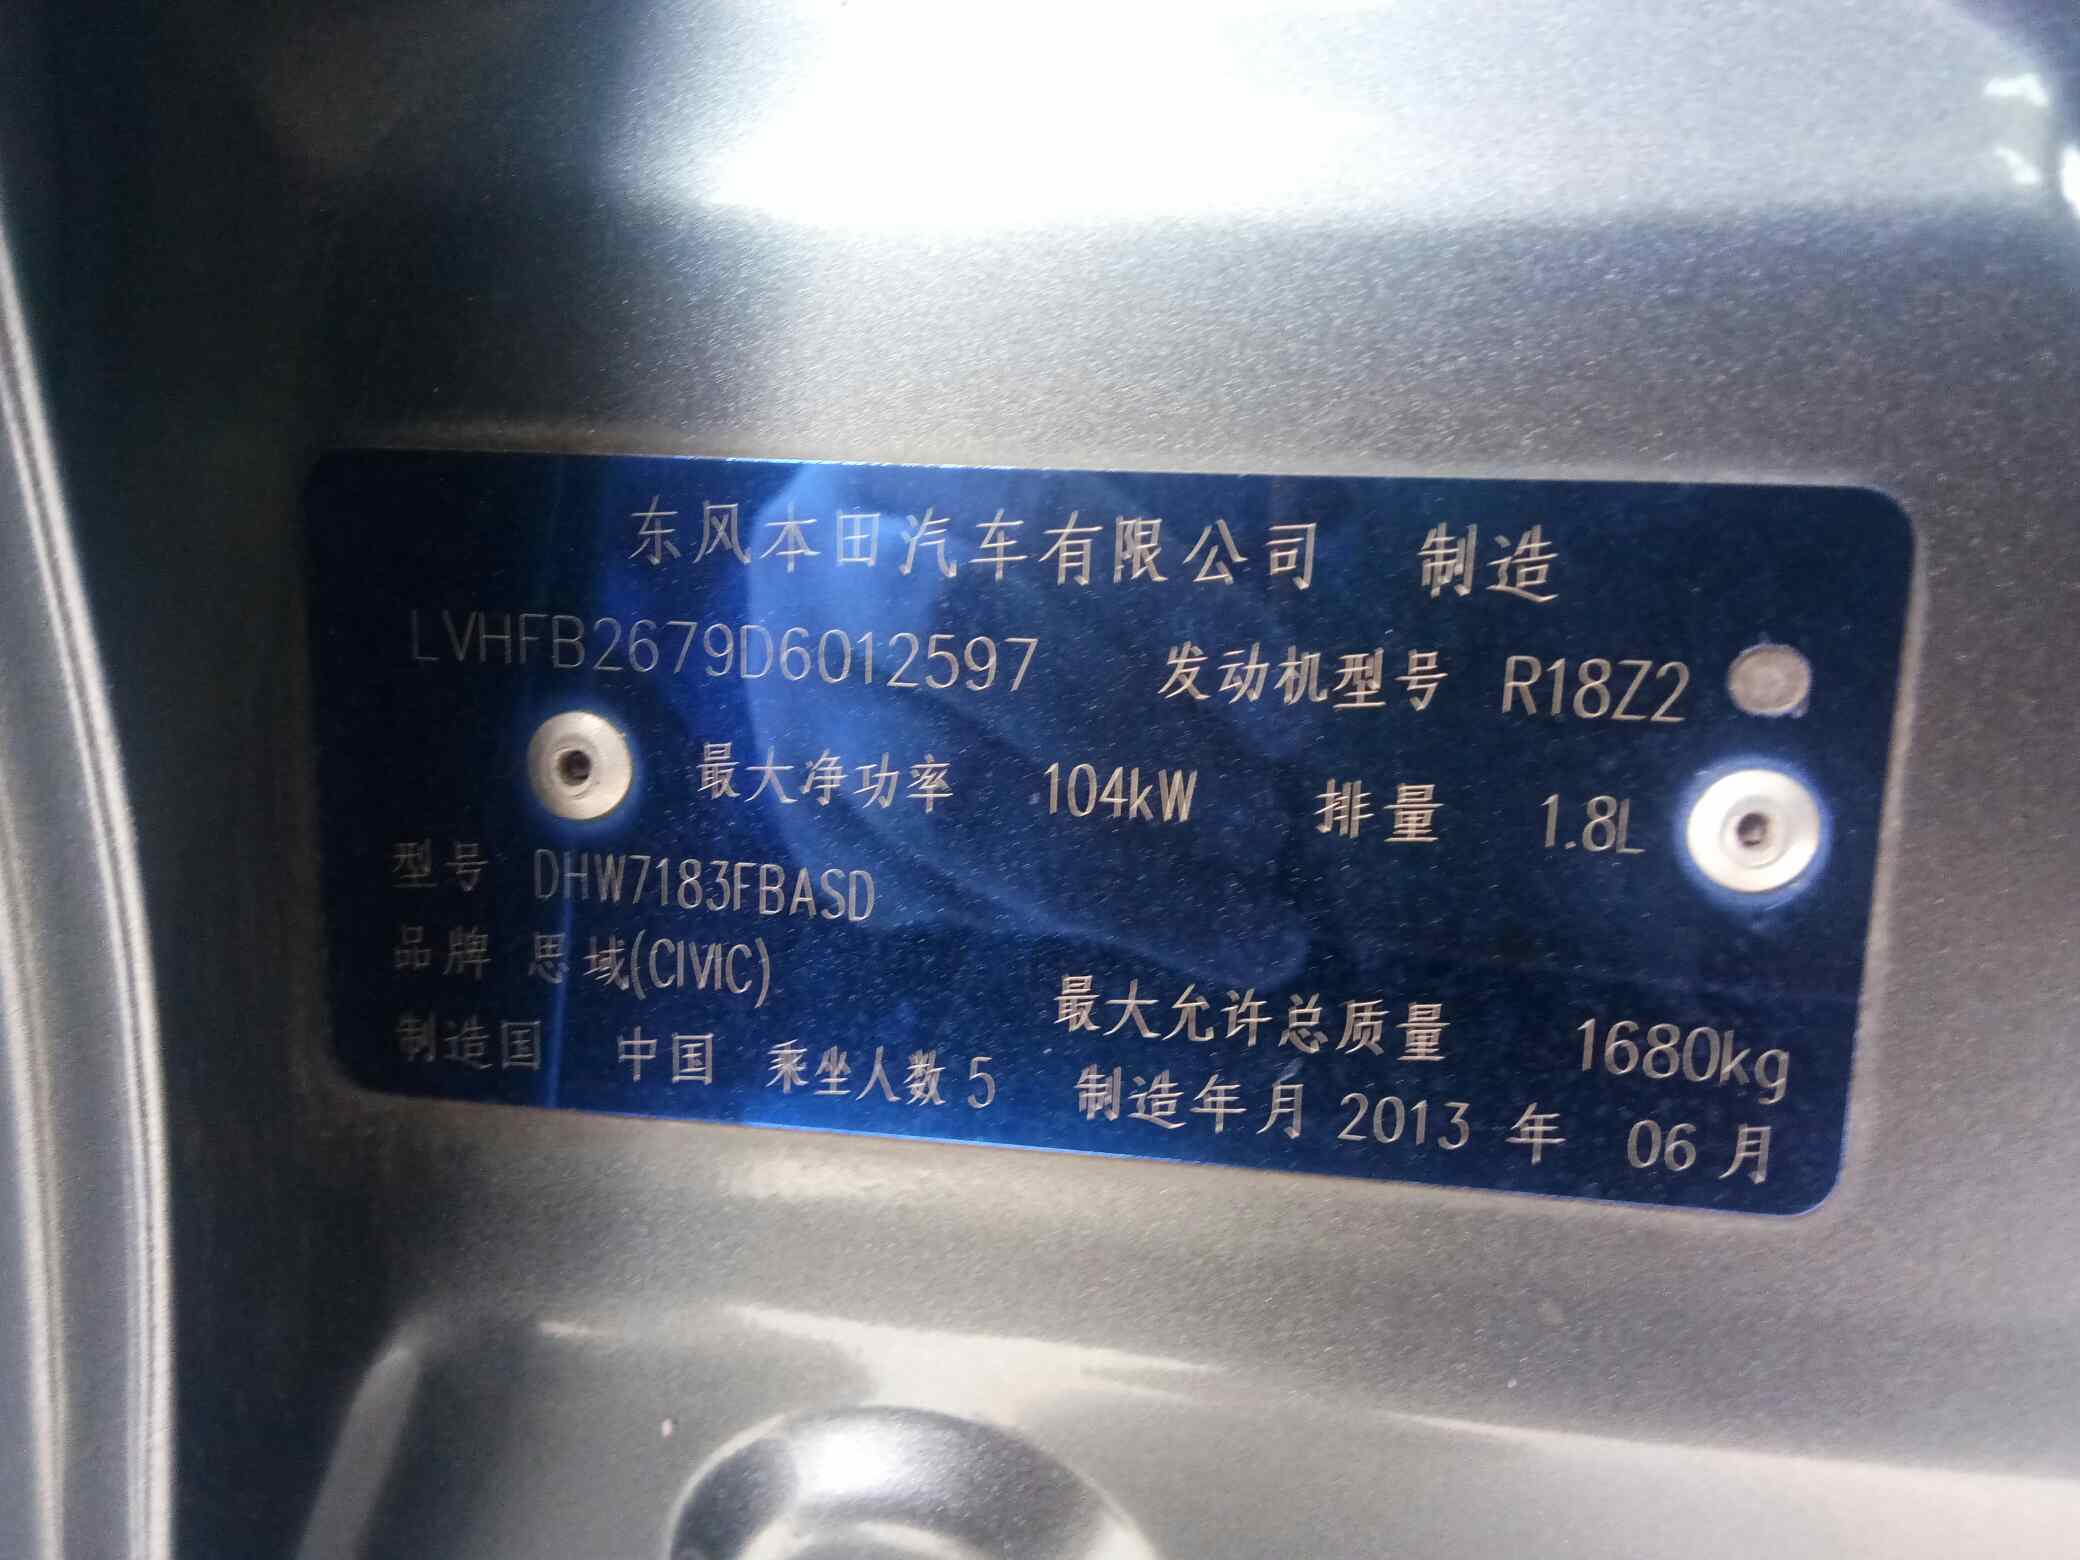 东风本田汽车有限公司 制造
LVHFB2679D6012597 发动机型号 R18Z2
最大净功率 104kW 排量 1.8L
型号 DHW7183FBASD
品牌 思域(CIVIC) 最大允许总质量 1680kg
制造国 中国 乘坐人数 5 制造年月 2013 年 06 月